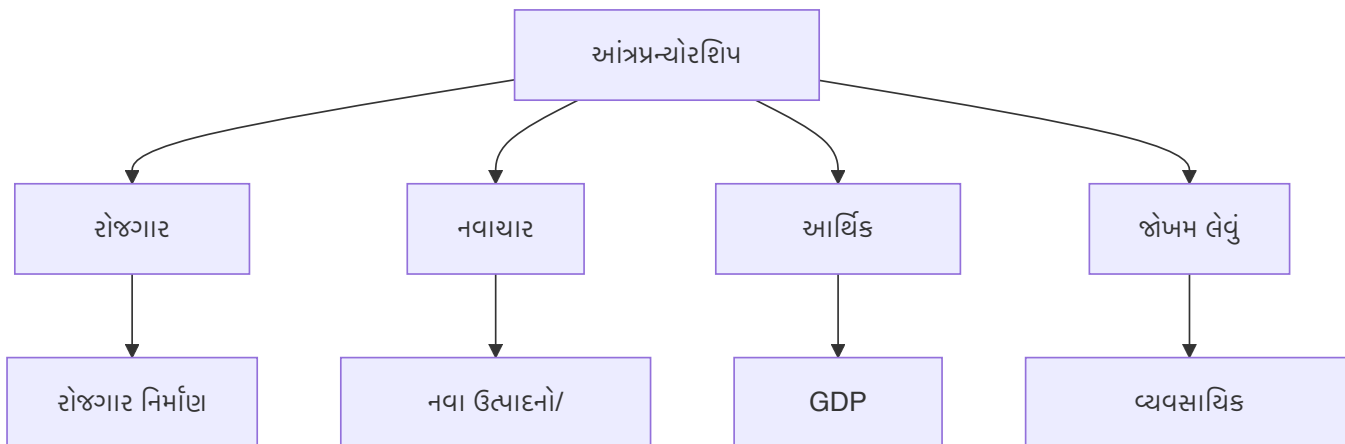 આંત્રપ્રન્યોરશિપ
રોજગાર
નવાચાર
આર્થિક
જોખમ લેવું
રોજગાર નિર્માણ
નવા ઉત્પાદનો/
GDP
વ્યવસાયિક